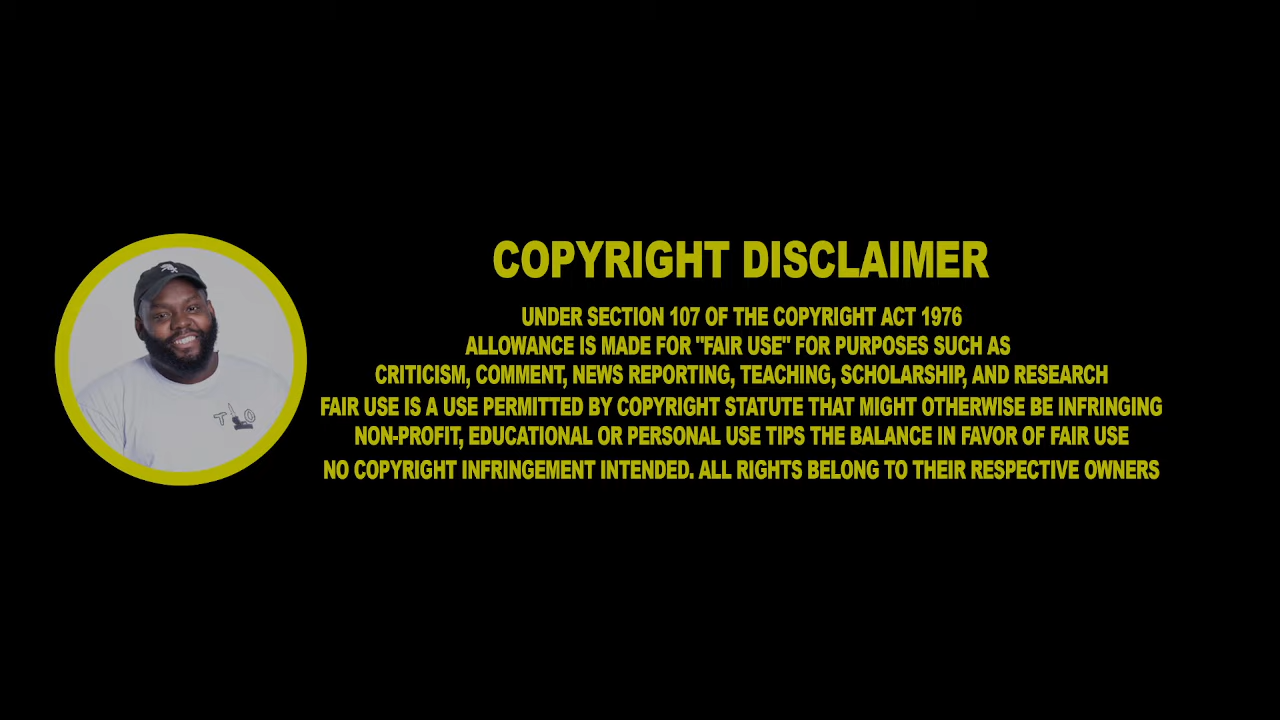 COPYRIGHT DISCLAIMER
UNDER SECTION 107 OF THE COPYRIGHT ACT 1976
ALLOWANCE IS MADE FOR "FAIR USE" FOR PURPOSES SUCH AS
CRITICISM, COMMENT, NEWS REPORTING, TEACHING, SCHOLARSHIP, AND RESEARCH
FAIR USE IS A USE PERMITTED BY COPYRIGHT STATUTE THAT MIGHT OTHERWISE BE INFRINGING
NON-PROFIT, EDUCATIONAL OR PERSONAL USE TIPS THE BALANCE IN FAVOR OF FAIR USE
NO COPYRIGHT INFRINGEMENT INTENDED. ALL RIGHTS BELONG TO THEIR RESPECTIVE OWNERS